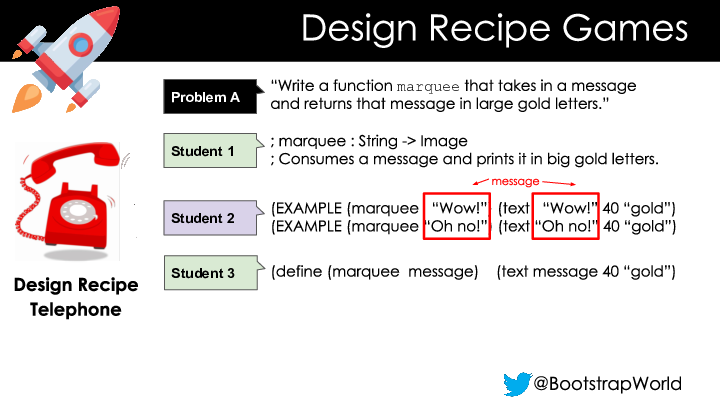 Design Recipe Games
Problem A
“Write a function marquee that takes in a message
and returns that message in large gold letters.”
Student 1
; marquee : String -> Image
; Consumes a message and prints it in big gold letters.
message
Student 2
(EXAMPLE (marquee “Wow!”) (text “Wow!” 40 “gold”)
(EXAMPLE (marquee “Oh no!”) (text “Oh no!” 40 “gold”)
Student 3
(define (marquee message) (text message 40 “gold”)
Design Recipe
Telephone
@BootstrapWorld